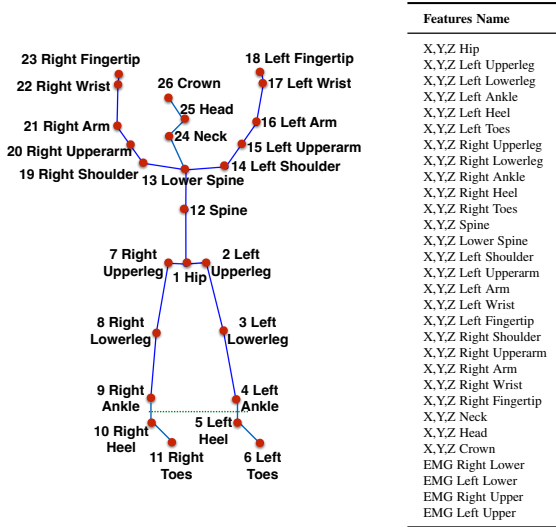 23 Right Fingertip
22 Right Wrist
21 Right Arm
20 Right Upperarm
19 Right Shoulder
26 Crown
25 Head
24 Neck
18 Left Fingertip
17 Left Wrist
16 Left Arm
15 Left Upperarm
14 Left Shoulder
13 Lower Spine
12 Spine
7 Right
Upperleg
1 Hip
2 Left
Upperleg
8 Right
Lowerleg
3 Left
Lowerleg
9 Right
Ankle
4 Left
Ankle
10 Right
Heel
5 Left
Heel
11 Right
Toes
6 Left
Toes
Features Name
X,Y,Z Hip
X,Y,Z Left Upperleg
X,Y,Z Left Lowerleg
X,Y,Z Left Ankle
X,Y,Z Left Heel
X,Y,Z Left Toes
X,Y,Z Right Upperleg
X,Y,Z Right Lowerleg
X,Y,Z Right Ankle
X,Y,Z Right Heel
X,Y,Z Right Toes
X,Y,Z Spine
X,Y,Z Lower Spine
X,Y,Z Left Shoulder
X,Y,Z Left Upperarm
X,Y,Z Left Arm
X,Y,Z Left Wrist
X,Y,Z Left Fingertip
X,Y,Z Right Shoulder
X,Y,Z Right Upperarm
X,Y,Z Right Arm
X,Y,Z Right Wrist
X,Y,Z Right Fingertip
X,Y,Z Neck
X,Y,Z Head
X,Y,Z Crown
EMG Right Lower
EMG Left Lower
EMG Right Upper
EMG Left Upper